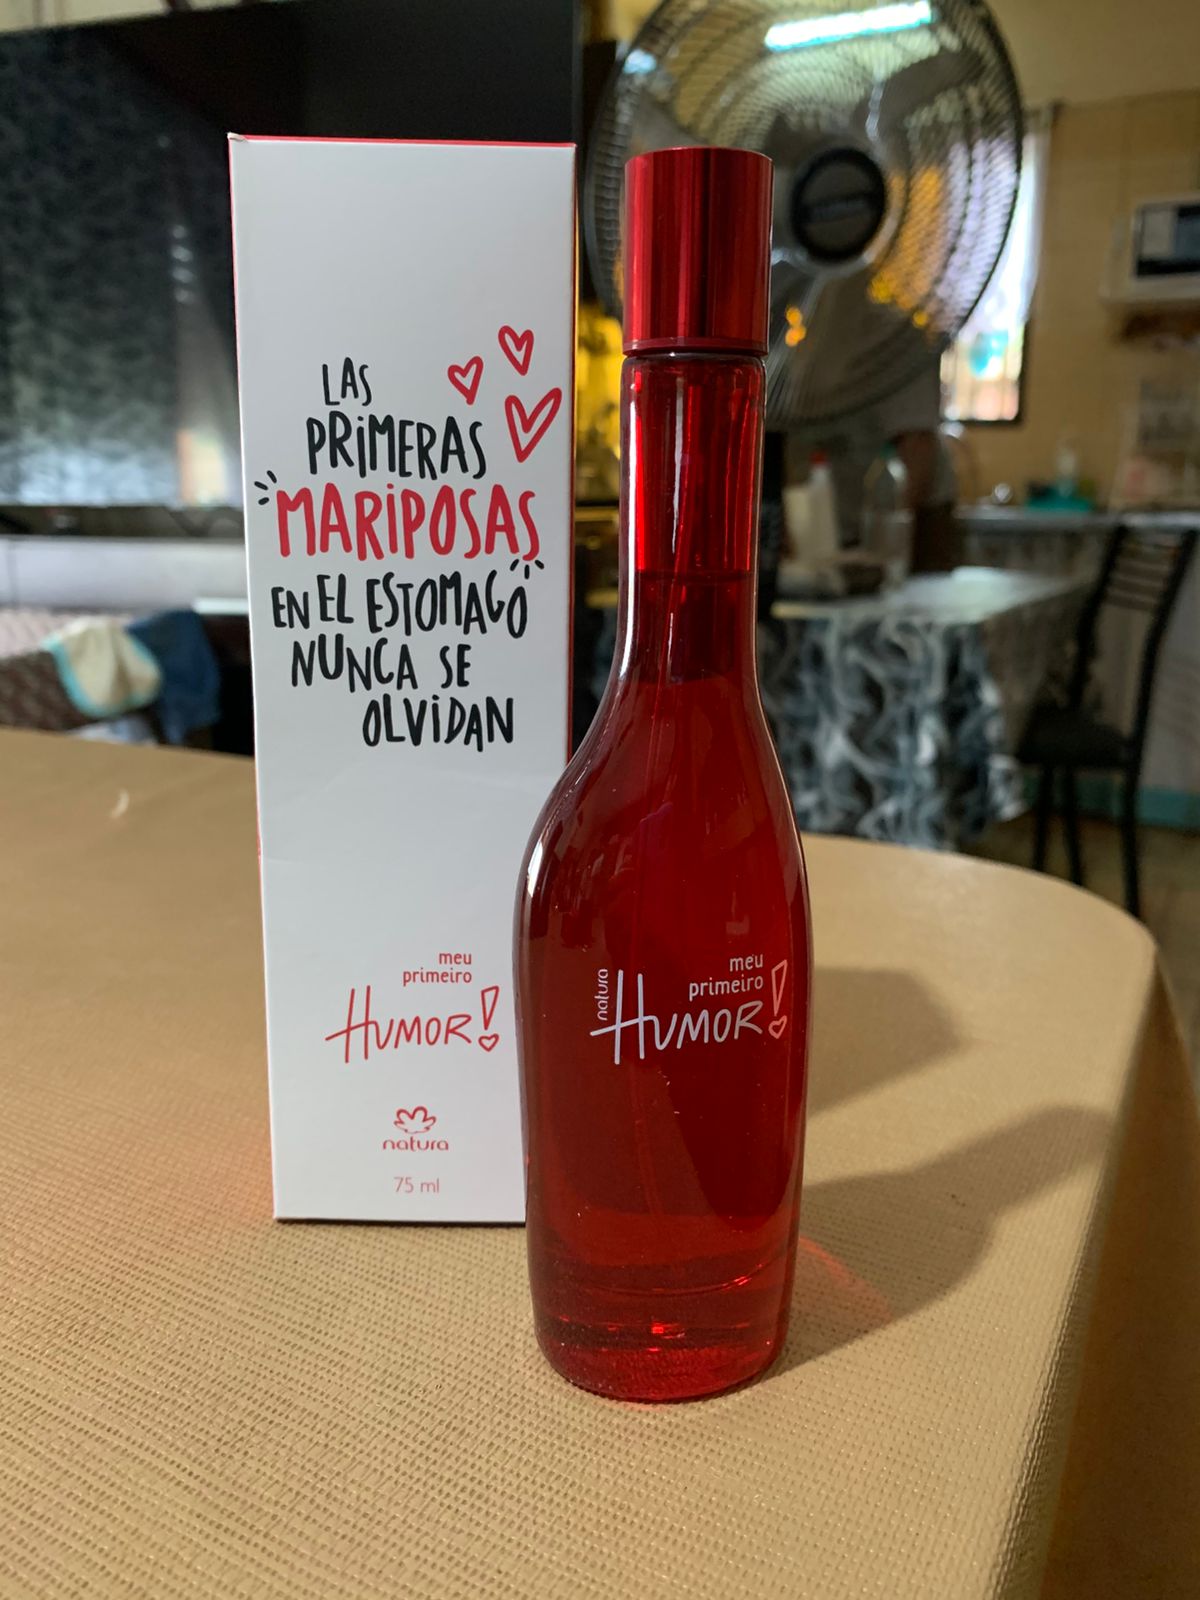 LAS
PRiMERAS
MARiPOSAS
EN EL ESTOMAGO
NUNCA SE
OLViDAN
meu
primeiro
HUMOR!
natura
75 ml
natura
meu
primeiro
HUMOR!